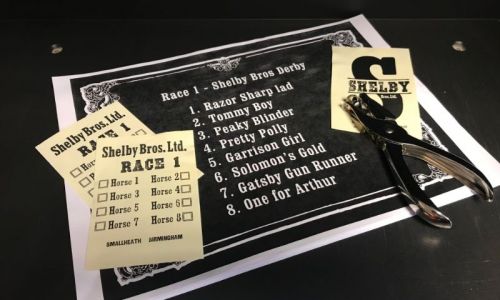 Race 1 - Shelby Bros Derby
1. Razor Sharp lad
2. Tommy Boy
3. Peaky Blinder
4. Pretty Polly
5. Garrison Girl
6. Solomon's Gold
7. Gatsby Gun Runner
8. One for Arthur
Shelby Bros. Ltd.
Shelby Bros. Ltd.
RACE 1
Horse 1 Horse 2
Horse 3 Horse 4
Horse 5 Horse 6
Horse 7 Horse 8
SMALLHEATH BIRMINGHAM
S
SHELBY
Bros. Ltd.